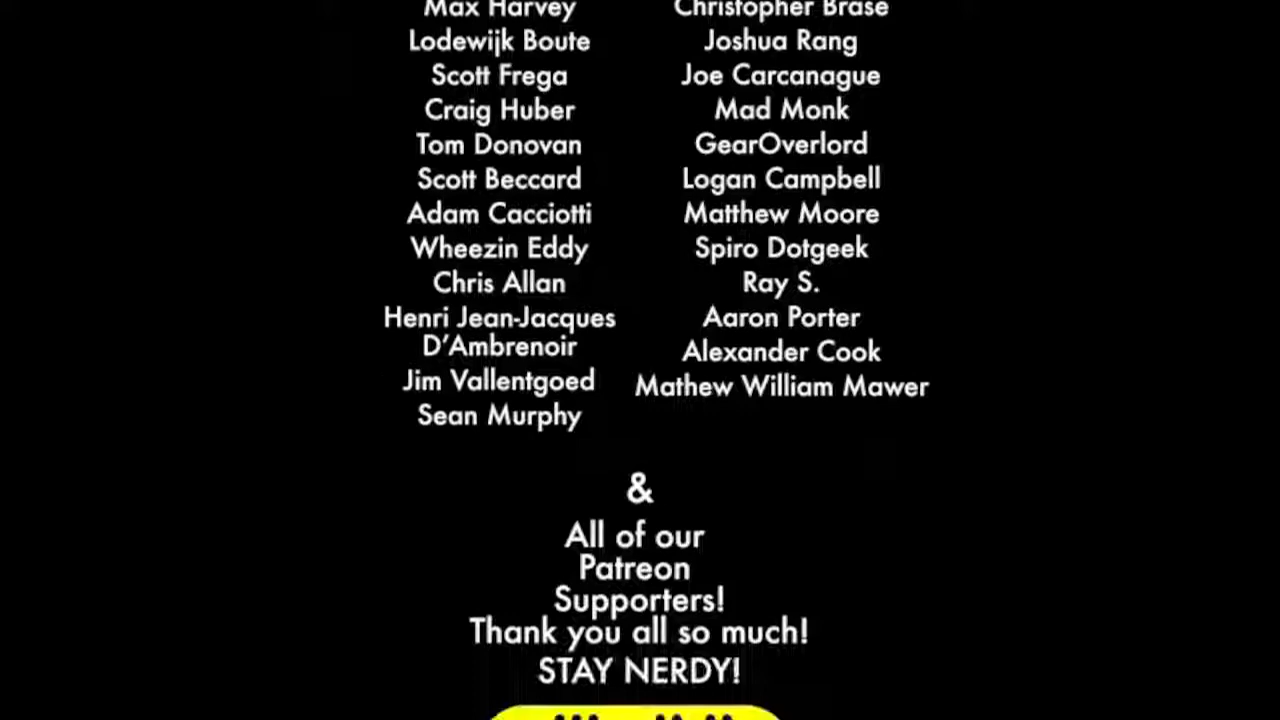 Max Harvey
Lodewijk Boute
Scott Frega
Craig Huber
Tom Donovan
Scott Beccard
Adam Cacciotti
Wheezin Eddy
Chris Allan
Henri Jean-Jacques
D'Ambrenoir
Jim Vallentgoed
Sean Murphy
Christopher Brase
Joshua Rang
Joe Carcanague
Mad Monk
GearOverlord
Logan Campbell
Matthew Moore
Spiro Dotgeek
Ray S.
Aaron Porter
Alexander Cook
Mathew William Mawer
&
All of our
Patreon
Supporters!
Thank you all so much!
STAY NERDY!